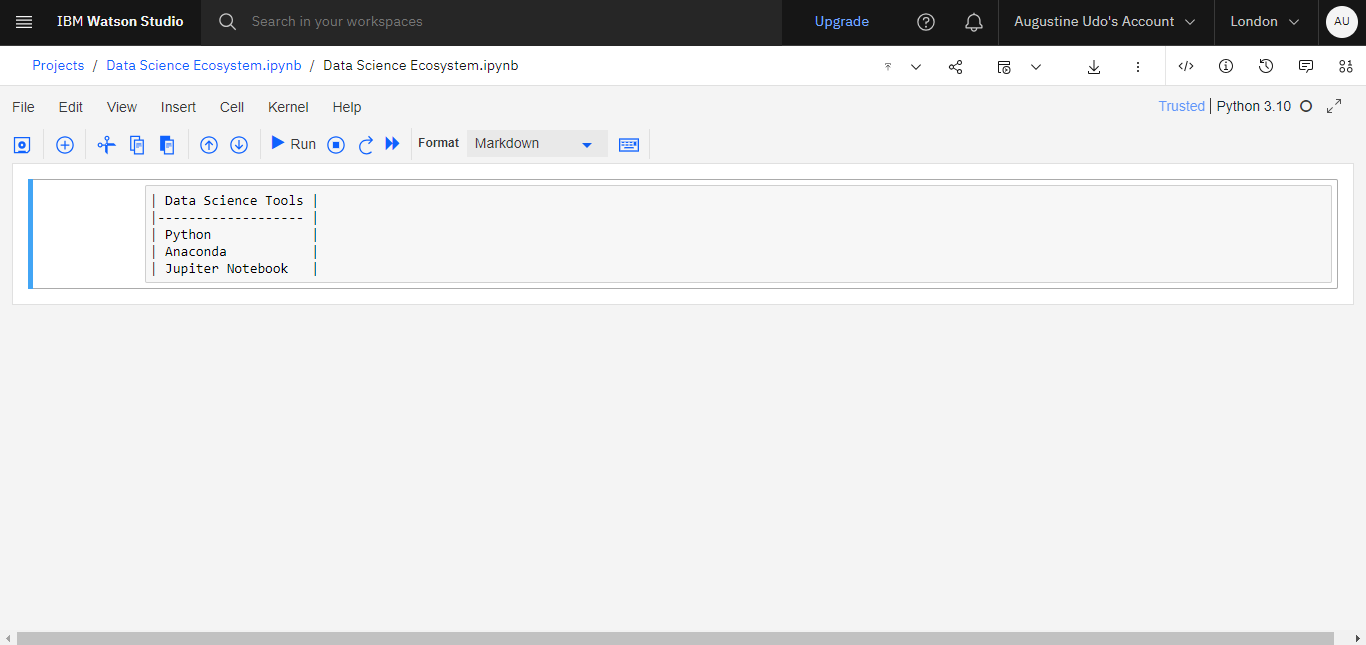 IBM Watson Studio Search in your workspaces Upgrade Augustine Udo's Account London AU
Projects / Data Science Ecosystem.ipynb / Data Science Ecosystem.ipynb
File Edit View Insert Cell Kernel Help Trusted | Python 3.10
Run Format Markdown
| Data Science Tools |
|------------------- |
| Python |
| Anaconda |
| Jupiter Notebook |